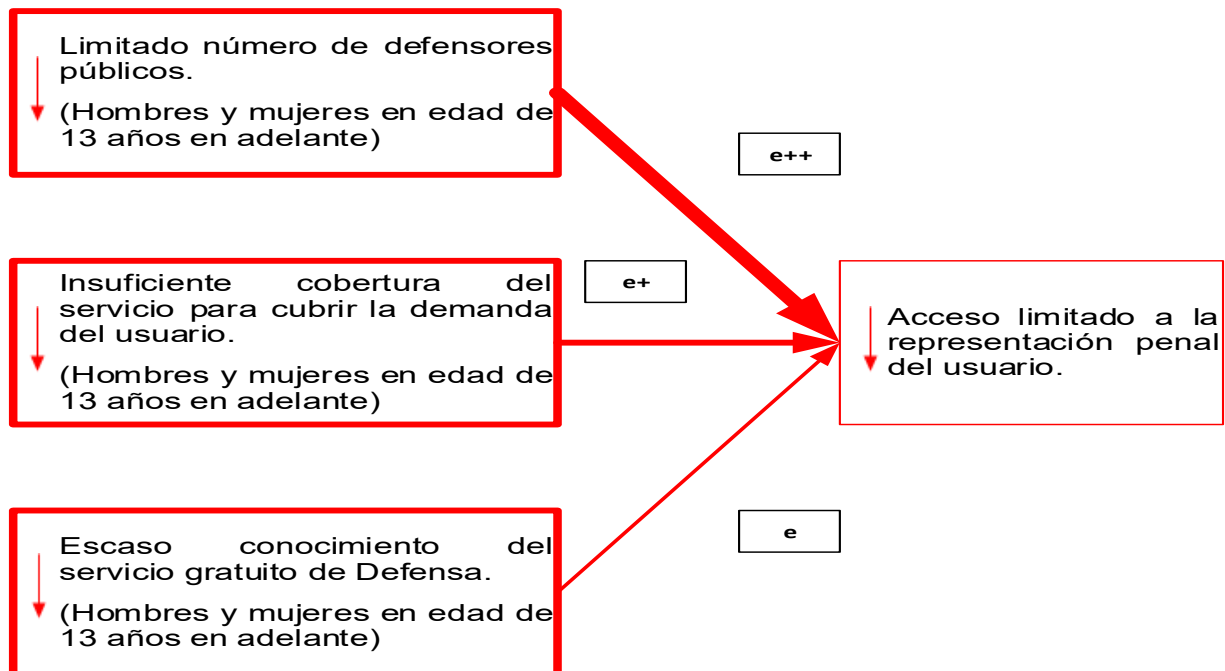 Limitado número de defensores
públicos.
(Hombres y mujeres en edad de
13 años en adelante)
e++
Insuficiente cobertura del
servicio para cubrir la demanda
del usuario.
(Hombres y mujeres en edad de
13 años en adelante)
e+
Acceso limitado a la
representación penal
del usuario.
Escaso conocimiento del
servicio gratuito de Defensa.
(Hombres y mujeres en edad de
13 años en adelante)
e